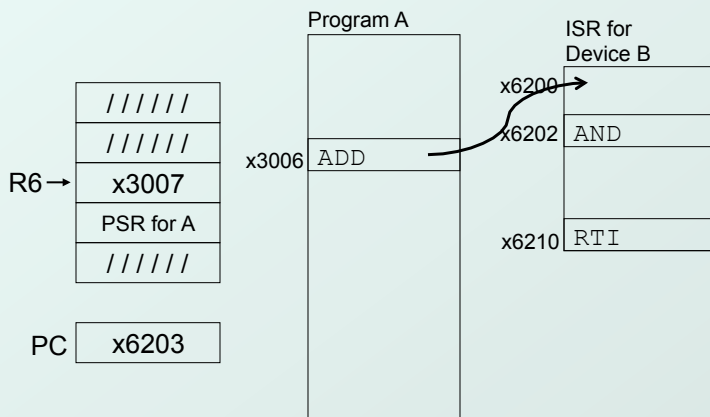 Program A
ISR for
Device B
//////
//////
R6
x3007
PSR for A
//////
PC
x6203
x3006
ADD
x6200
x6202
AND
x6210
RTI